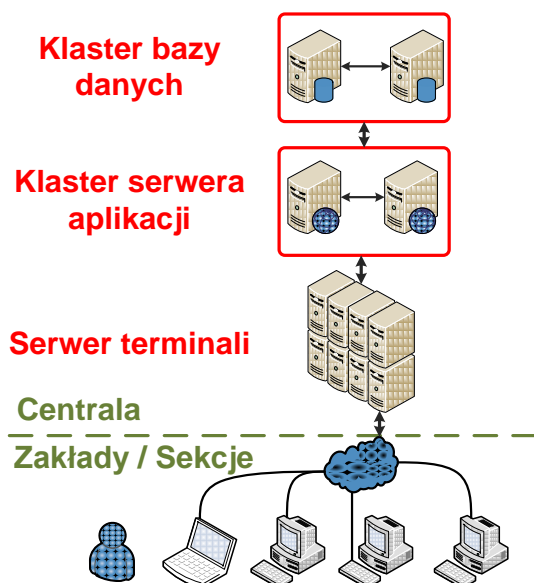 Klaster bazy
danych
Klaster serwera
aplikacji
Serwer terminali
Centrala
Zakłady / Sekcje